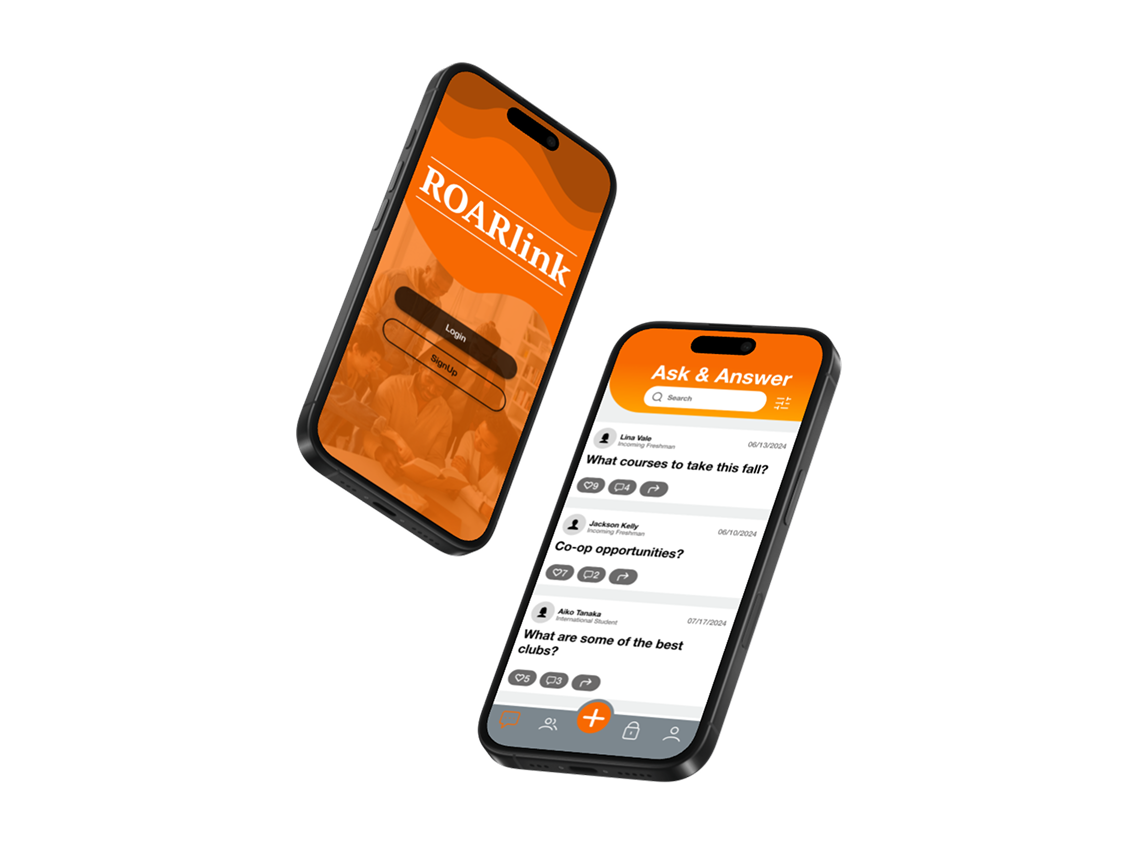 ROARlink
Login
SignUp
Ask & Answer
Search
Lina Vale
Incoming Freshman
06/13/2024
What courses to take this fall?
9
4
Jackson Kelly
Incoming Freshman
06/10/2024
Co-op opportunities?
7
2
Aiko Tanaka
International Student
07/17/2024
What are some of the best
clubs?
5
3